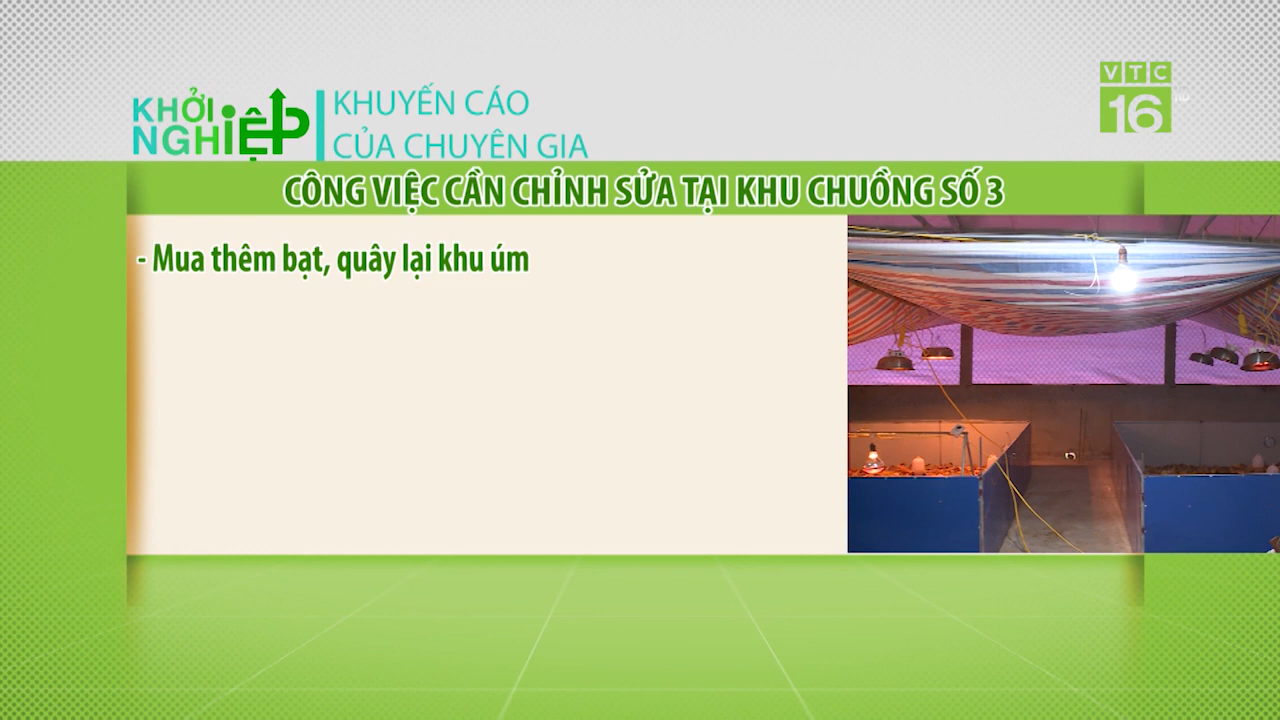 KHỞI
NGHIỆP
KHUYẾN CÁO
CỦA CHUYÊN GIA
VTC
16
HD
CÔNG VIỆC CẦN CHỈNH SỬA TẠI KHU CHUỒNG SỐ 3
- Mua thêm bạt, quây lại khu úm